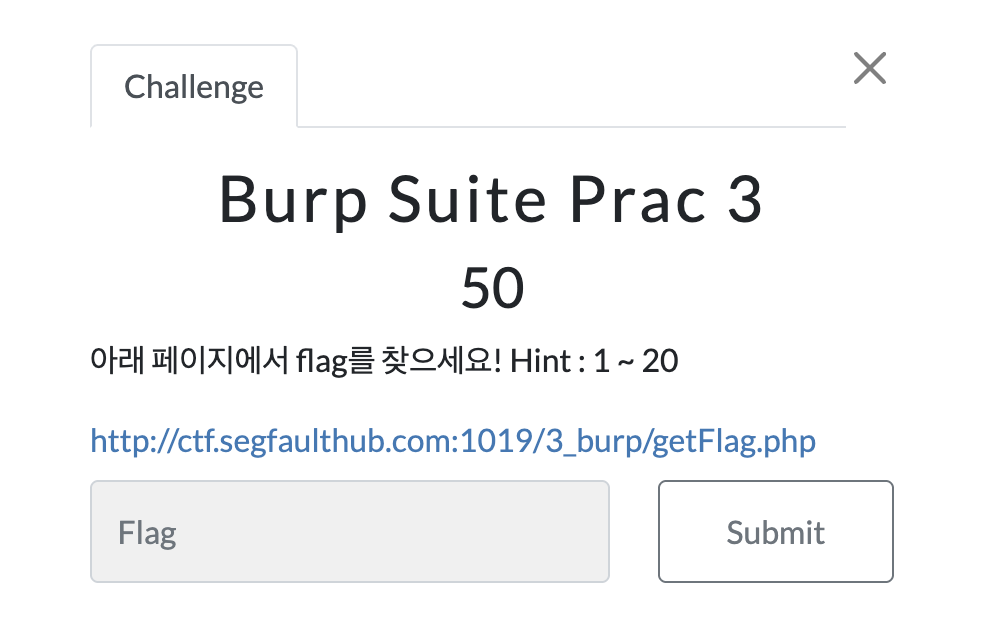 Challenge
Burp Suite Prac 3
50
아래 페이지에서 flag를 찾으세요! Hint : 1 ~ 20
http://ctf.segfaulthub.com:1019/3_burp/getFlag.php
Flag
Submit